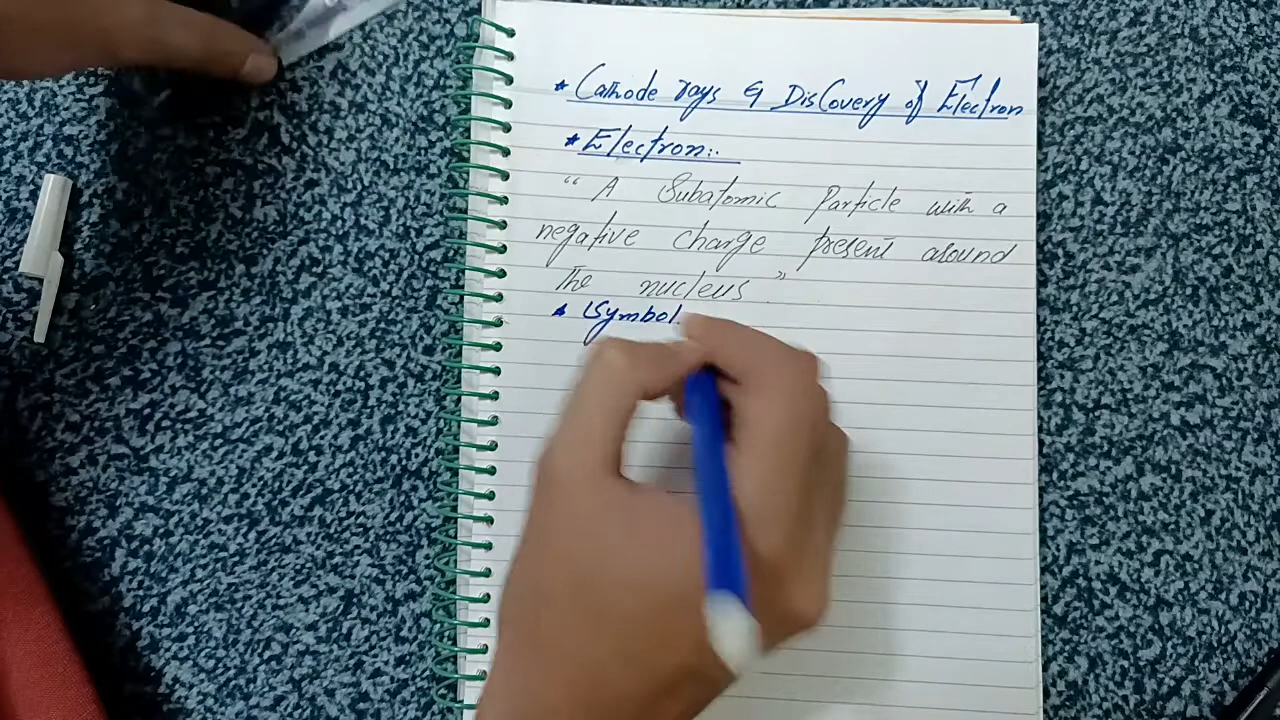 * Cathode rays & Discovery of Electron
* Electron:.
“ A Subatomic Particle with a
negative charge present around
The nucleus.”
* Symbol.